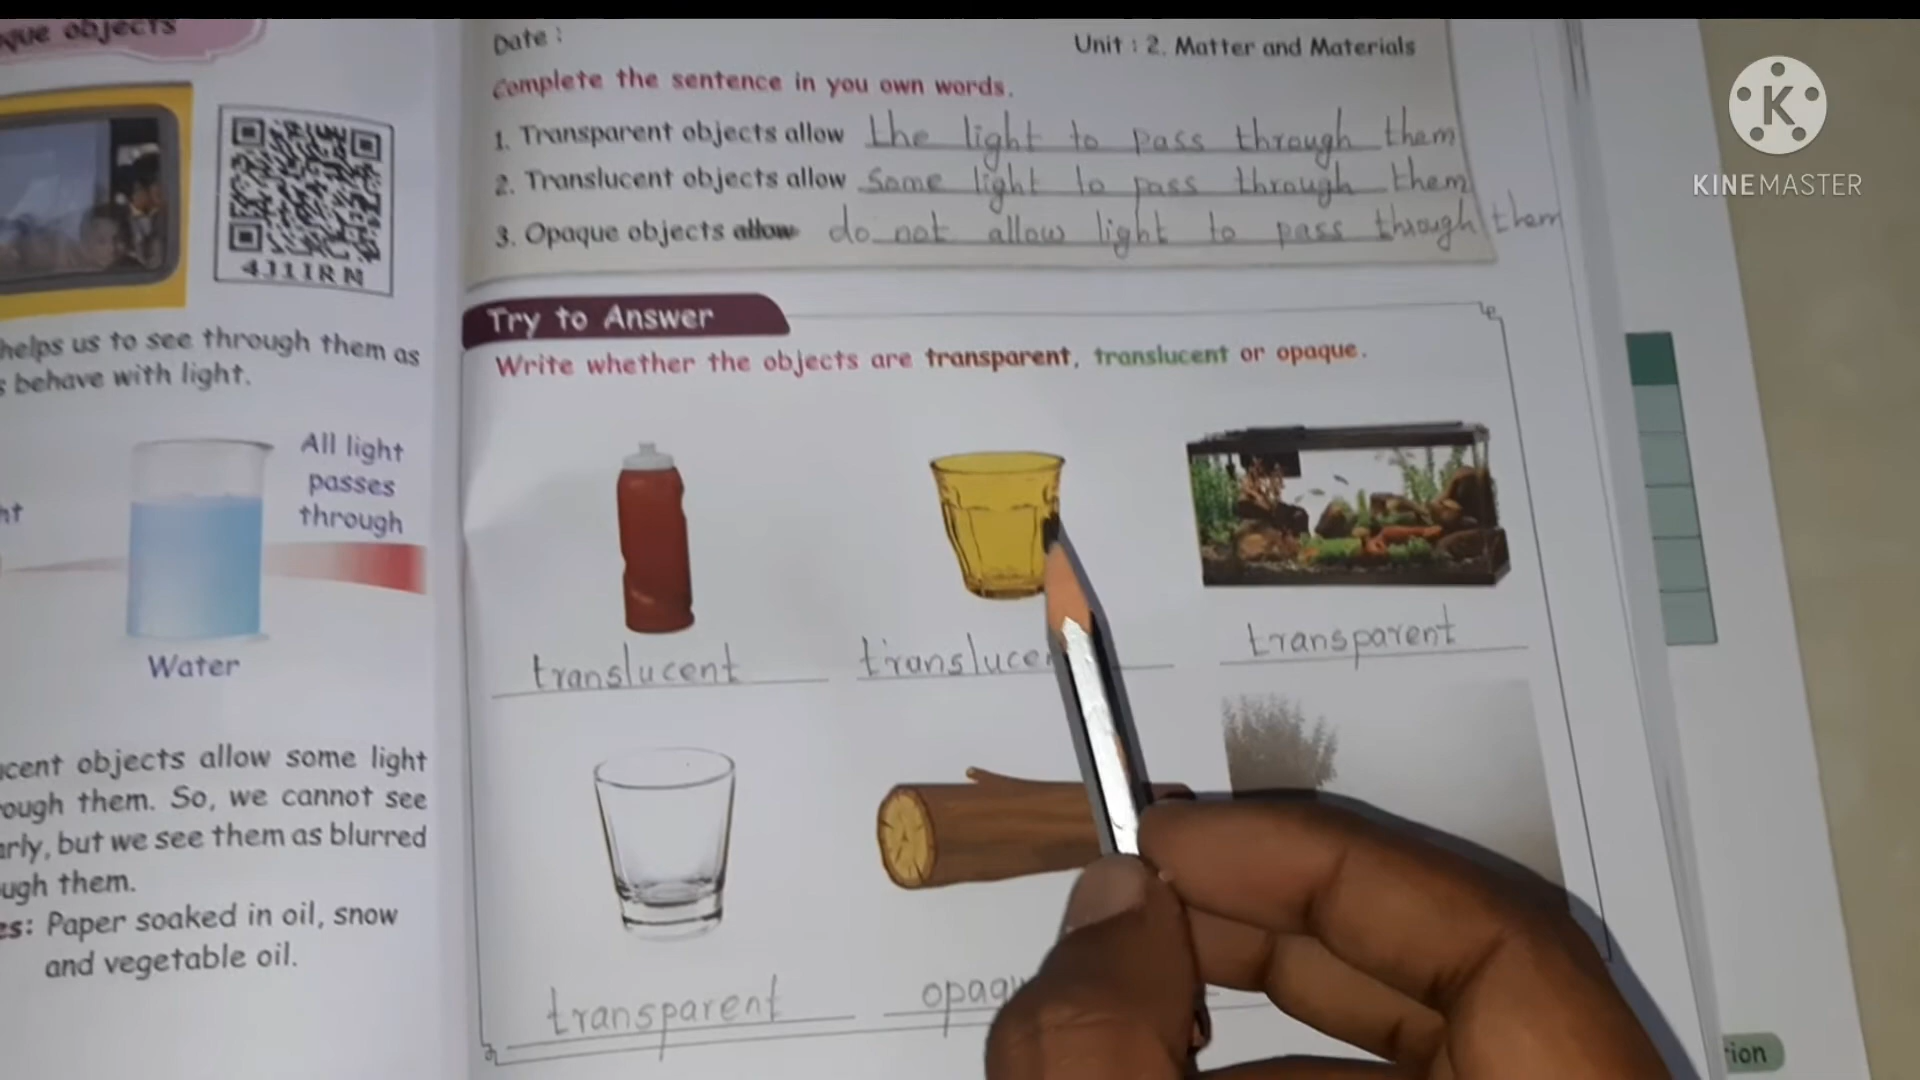 que objects
4J11RN
helps us to see through them as
behave with light.
All light
passes
through
Water
cent objects allow some light
ough them. So, we cannot see
arly, but we see them as blurred
ugh them.
es: Paper soaked in oil, snow
and vegetable oil.
Date :
Unit : 2. Matter and Materials
Complete the sentence in you own words.
1. Transparent objects allow the light to pass through them
2. Translucent objects allow Some light to pass through them
3. Opaque objects allow do not allow light to pass through them
Try to Answer
Write whether the objects are transparent, translucent or opaque.
translucent
translucen
transparent
transparent
opaqu
tion
K
KINEMASTER